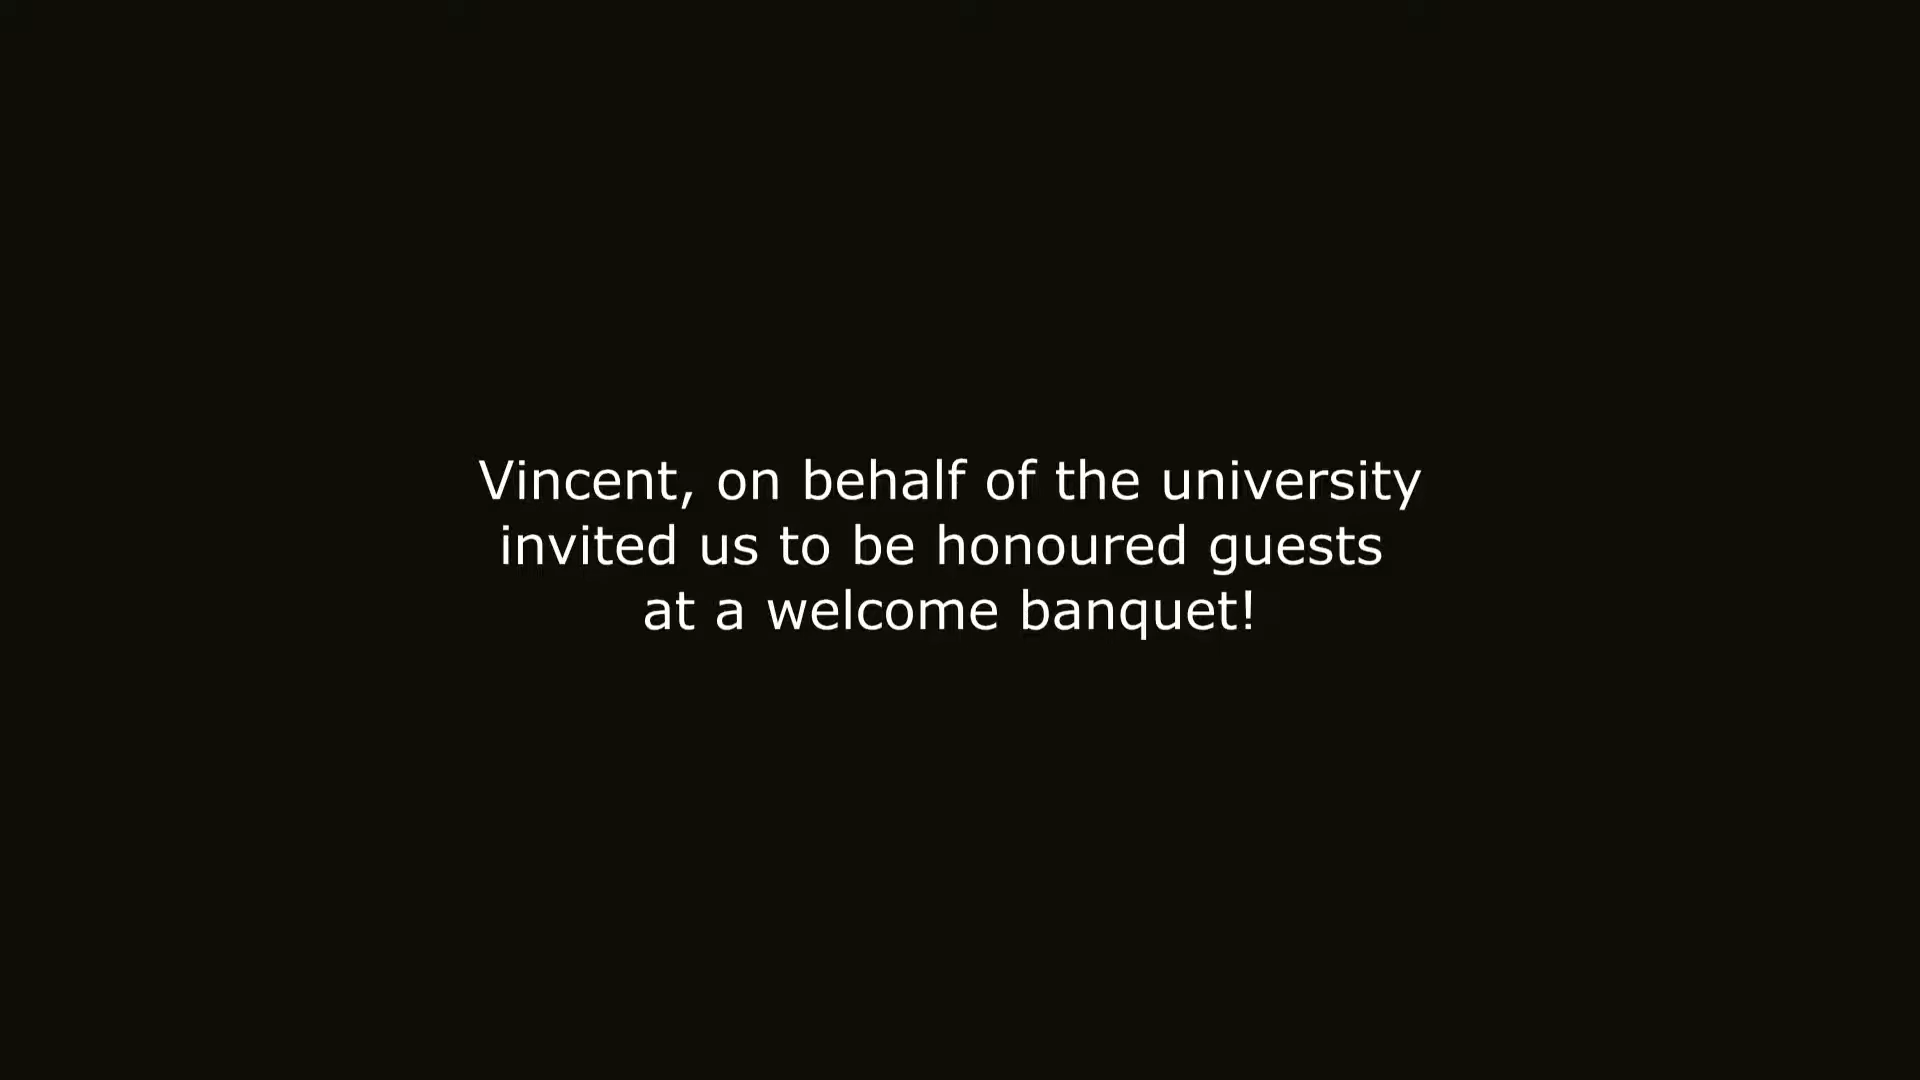 Vincent, on behalf of the university
invited us to be honoured guests
at a welcome banquet!